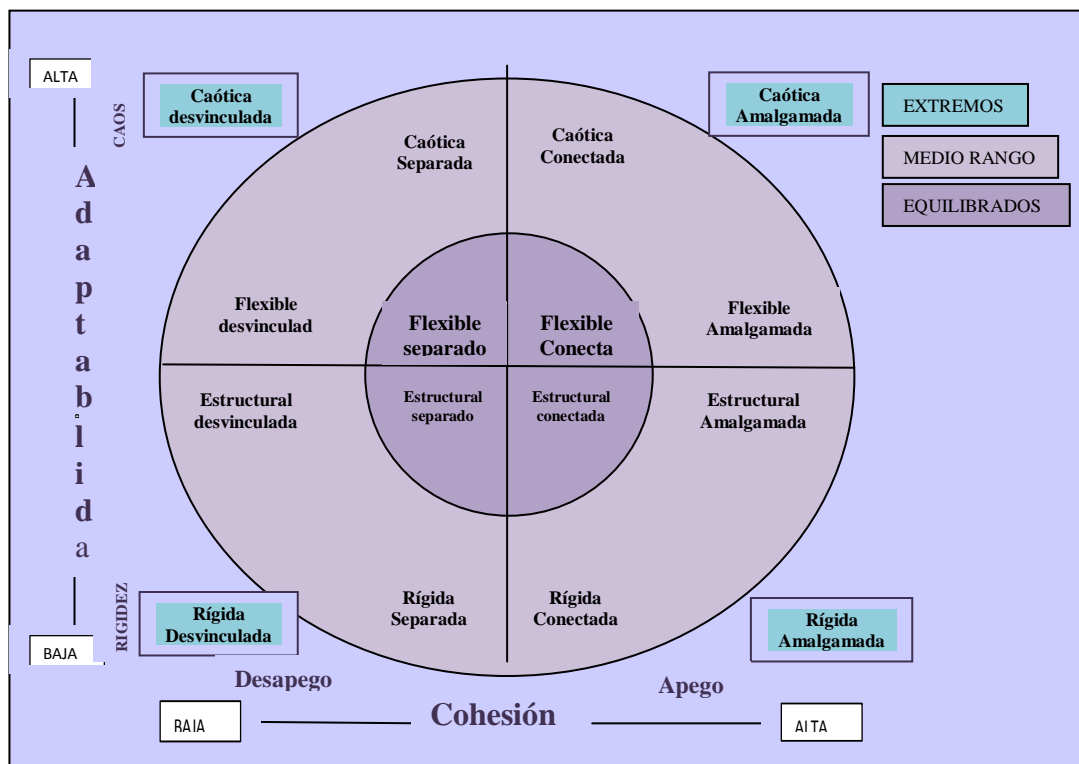 ALTA
CAOS
Adaptablida
RIGIDEZ
BAJA
Caótica
desvinculada
Caótica
Separada
Caótica
Conectada
Caótica
Amalgamada
EXTREMOS
MEDIO RANGO
EQUILIBRADOS
Flexible
desvinculad
Flexible
separado
Flexible
Conecta
Flexible
Amalgamada
Estructural
desvinculada
Estructural
separado
Estructural
conectada
Estructural
Amalgamada
Rígida
Desvinculada
Rígida
Separada
Rígida
Conectada
Rígida
Amalgamada
Desapego
Apego
BAJA
Cohesión
ALTA